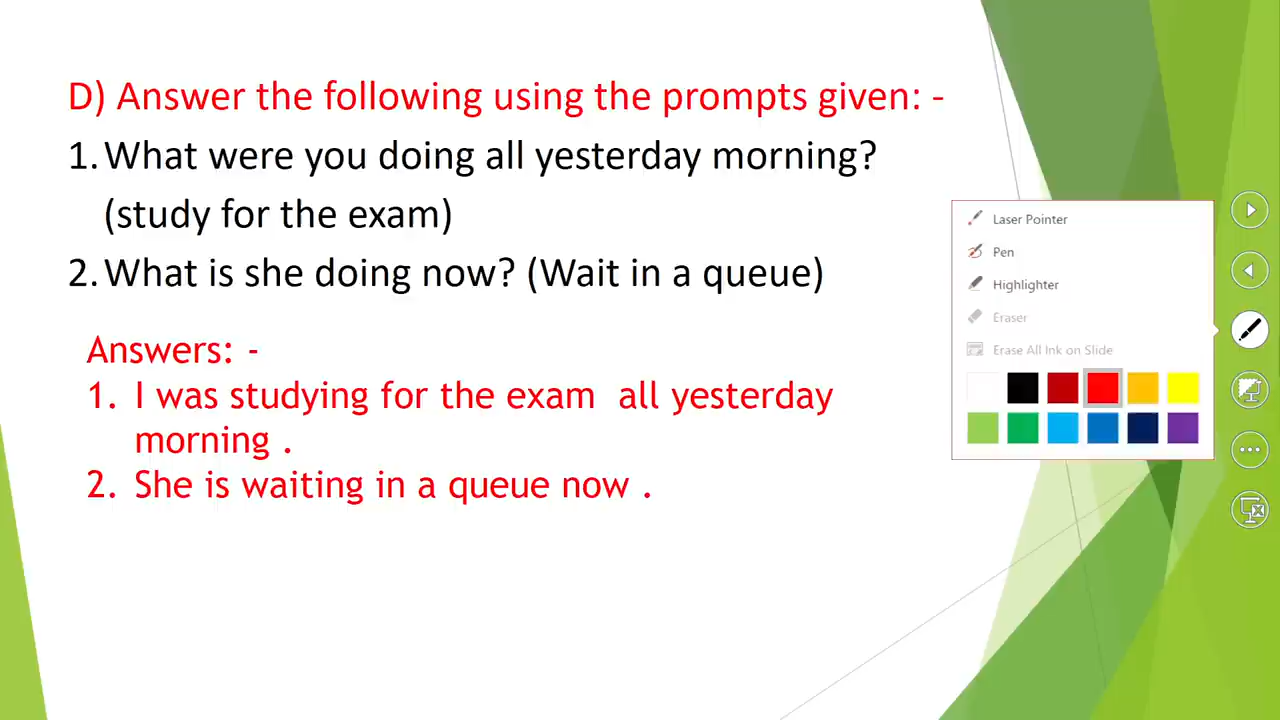 D) Answer the following using the prompts given: -
1. What were you doing all yesterday morning?
(study for the exam)
2. What is she doing now? (Wait in a queue)
Answers: -
1. I was studying for the exam  all yesterday
morning .
2. She is waiting in a queue now .
Laser Pointer
Pen
Highlighter
Eraser
Erase All Ink on Slide